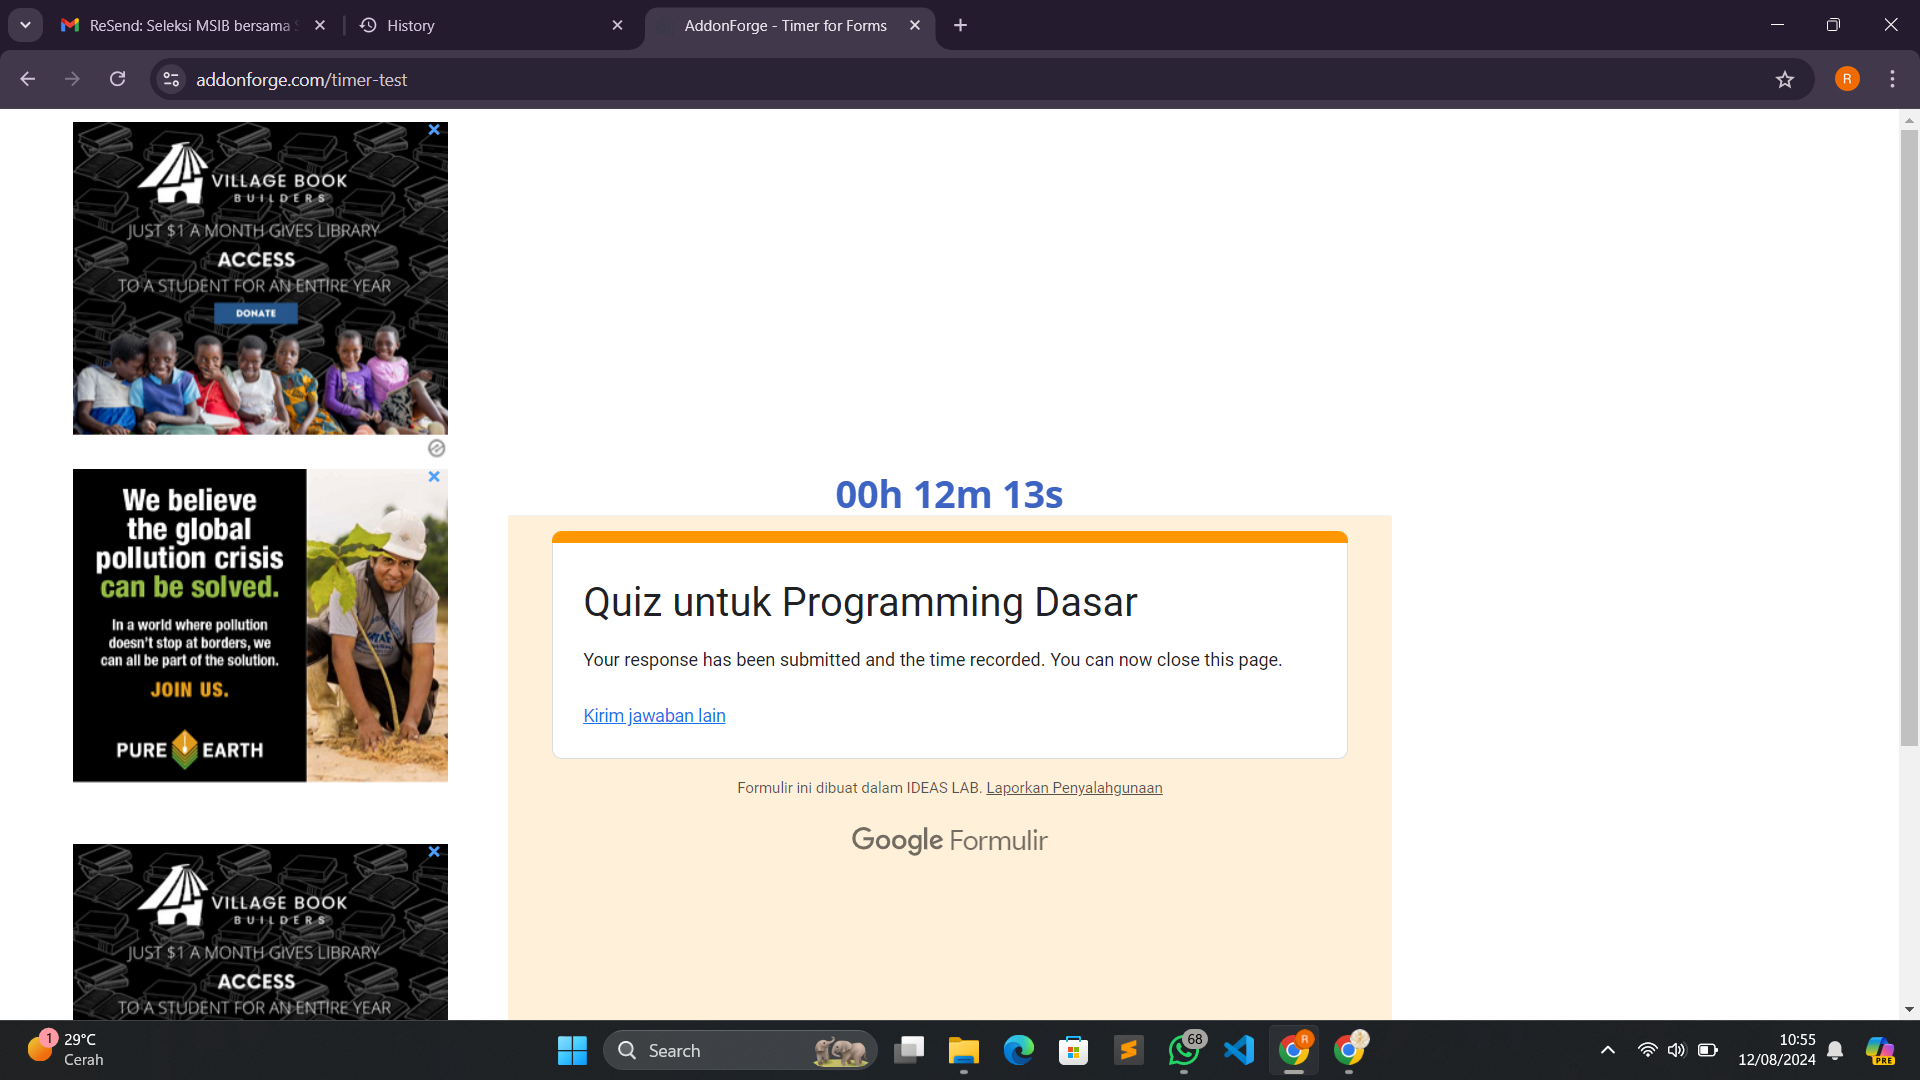 ReSend: Seleksi MSIB bersama
History
AddonForge - Timer for Forms
addonforge.com/timer-test
R
VILLAGE BOOK
BUILDERS
JUST $1 A MONTH GIVES LIBRARY
ACCESS
TO A STUDENT FOR AN ENTIRE YEAR
DONATE
We believe
the global
pollution crisis
can be solved.
In a world where pollution
doesn't stop at borders, we
can all be part of the solution.
JOIN US.
PURE EARTH
VILLAGE BOOK
BUILDERS
JUST $1 A MONTH GIVES LIBRARY
ACCESS
TO A STUDENT FOR AN ENTIRE YEAR
00h 12m 13s
Quiz untuk Programming Dasar
Your response has been submitted and the time recorded. You can now close this page.
Kirim jawaban lain
Formulir ini dibuat dalam IDEAS LAB. Laporkan Penyalahgunaan
Google Formulir
1
29°C
Cerah
Search
68
R
10:55
12/08/2024
PRE